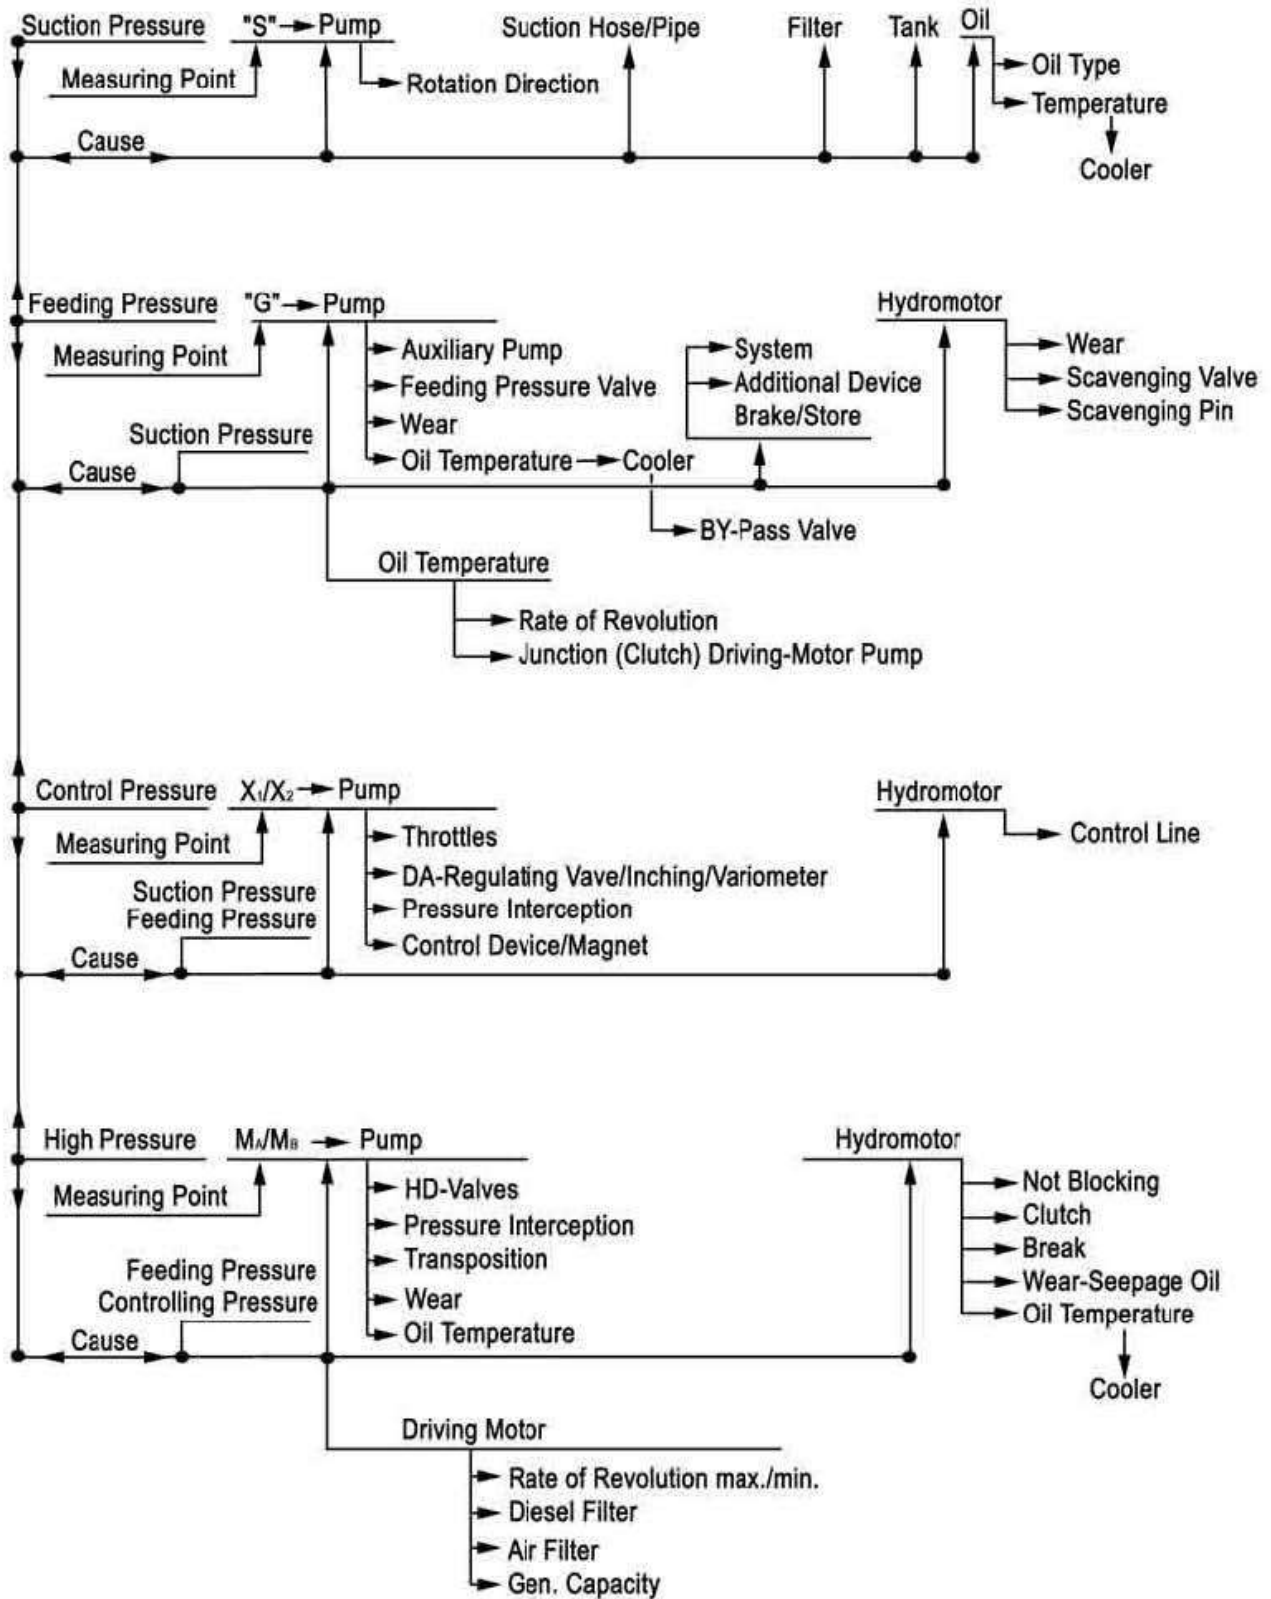 Suction Pressure "S" Pump Suction Hose/Pipe Filter Tank Oil
Measuring Point Rotation Direction Oil Type
Temperature
Cause
Cooler
Feeding Pressure "G" Pump Hydromotor
Measuring Point Auxiliary Pump System Wear
Feeding Pressure Valve Additional Device Scavenging Valve
Wear Brake/Store Scavenging Pin
Suction Pressure
Oil Temperature Cooler
Cause
BY-Pass Valve
Oil Temperature
Rate of Revolution
Junction (Clutch) Driving-Motor Pump
Control Pressure X₁/X₂ Pump Hydromotor
Measuring Point Throttles Control Line
DA-Regulating Vave/Inching/Variometer
Suction Pressure
Pressure Interception
Feeding Pressure
Control Device/Magnet
Cause
High Pressure MA/MB Pump Hydromotor
Measuring Point HD-Valves Not Blocking
Pressure Interception Clutch
Transposition Break
Feeding Pressure
Wear Wear-Seepage Oil
Controlling Pressure
Oil Temperature Oil Temperature
Cause
Cooler
Driving Motor
Rate of Revolution max./min.
Diesel Filter
Air Filter
Gen. Capacity